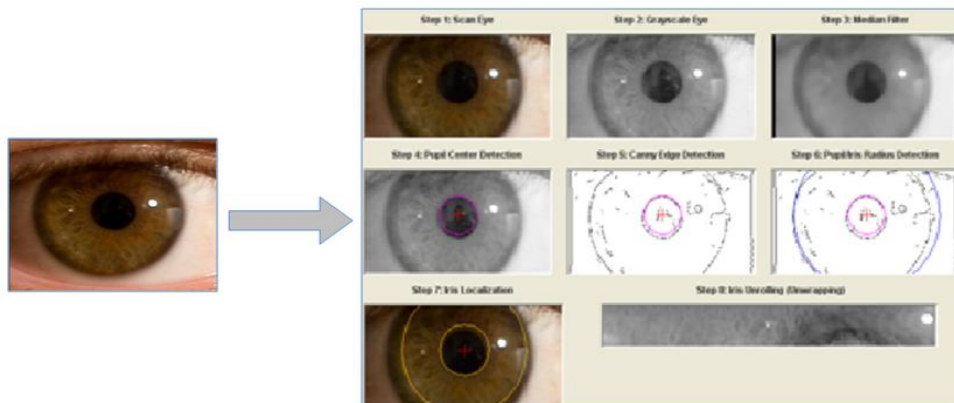 Step 1: Scan Eye
Step 2: Grayscale Eye
Step 3: Median Filter
Step 4: Pupil Center Detection
Step 5: Canny Edge Detection
Step 6: Pupil/Iris Radius Detection
Step 7: Iris Localization
Step 8: Iris Unrolling (Unwrapping)